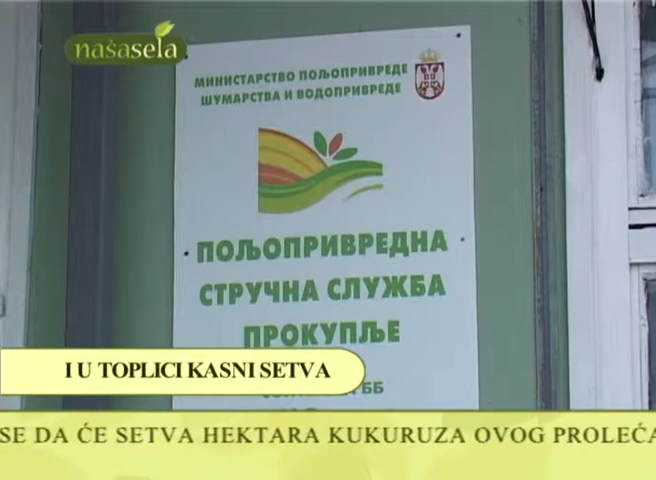 našasela
МИНИСТАРСТВО ПОЉОПРИВРЕДЕ
ШУМАРСТВА И ВОДОПРИВРЕДЕ
ПОЉОПРИВРЕДНА
СТРУЧНА СЛУЖБА
ПРОКУПЉЕ
ББ
I U TOPLICI KASNI SETVA
SE DA ĆE SETVA HEKTARA KUKURUZA OVOG PROLEĆA